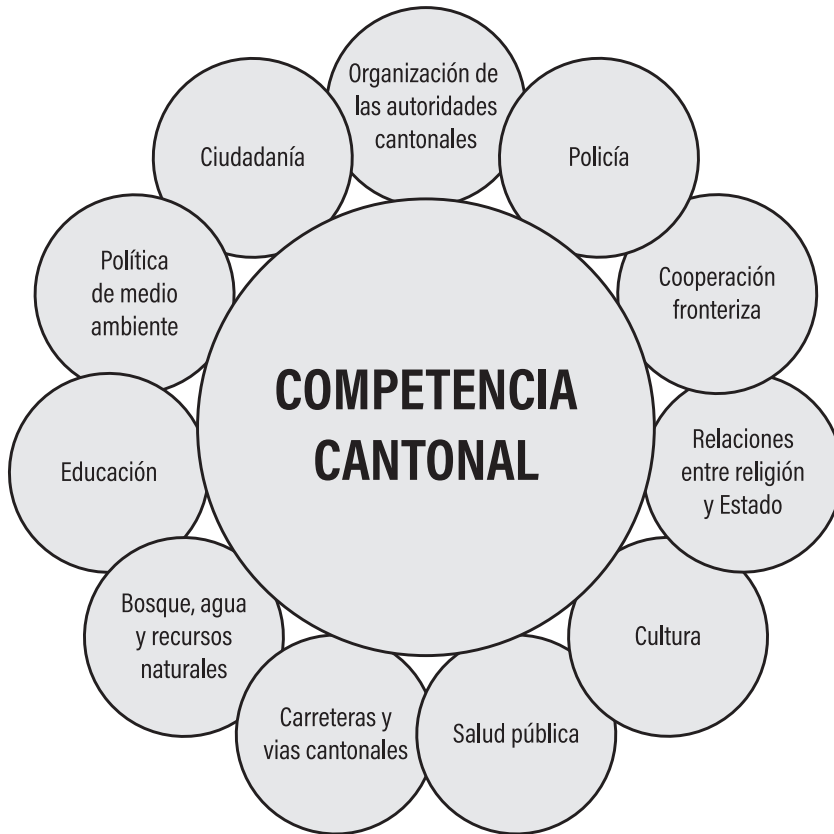 Organización de
las autoridades
cantonales
Policía
Cooperación
fronteriza
Relaciones
entre religión
y Estado
Cultura
Salud pública
Carreteras y
vias cantonales
Bosque, agua
y recursos
naturales
Educación
Política
de medio
ambiente
Ciudadanía
COMPETENCIA
CANTONAL